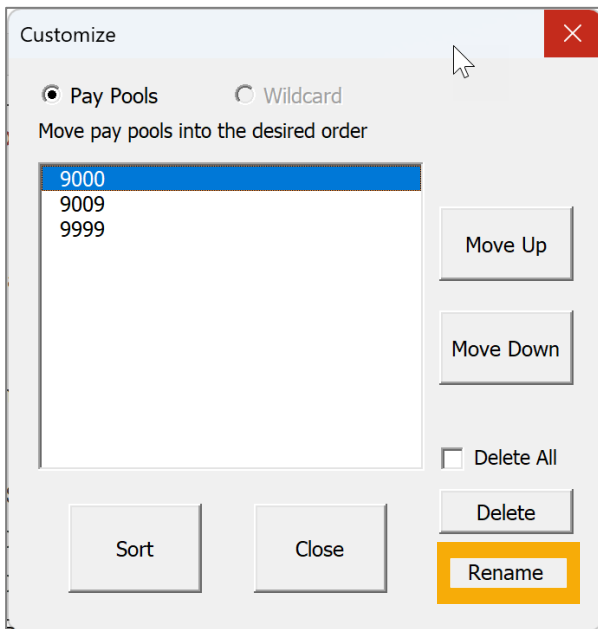 Customize
Pay Pools
Wildcard
Move pay pools into the desired order
9000
9009
9999
Move Up
Move Down
Delete All
Delete
Sort
Close
Rename